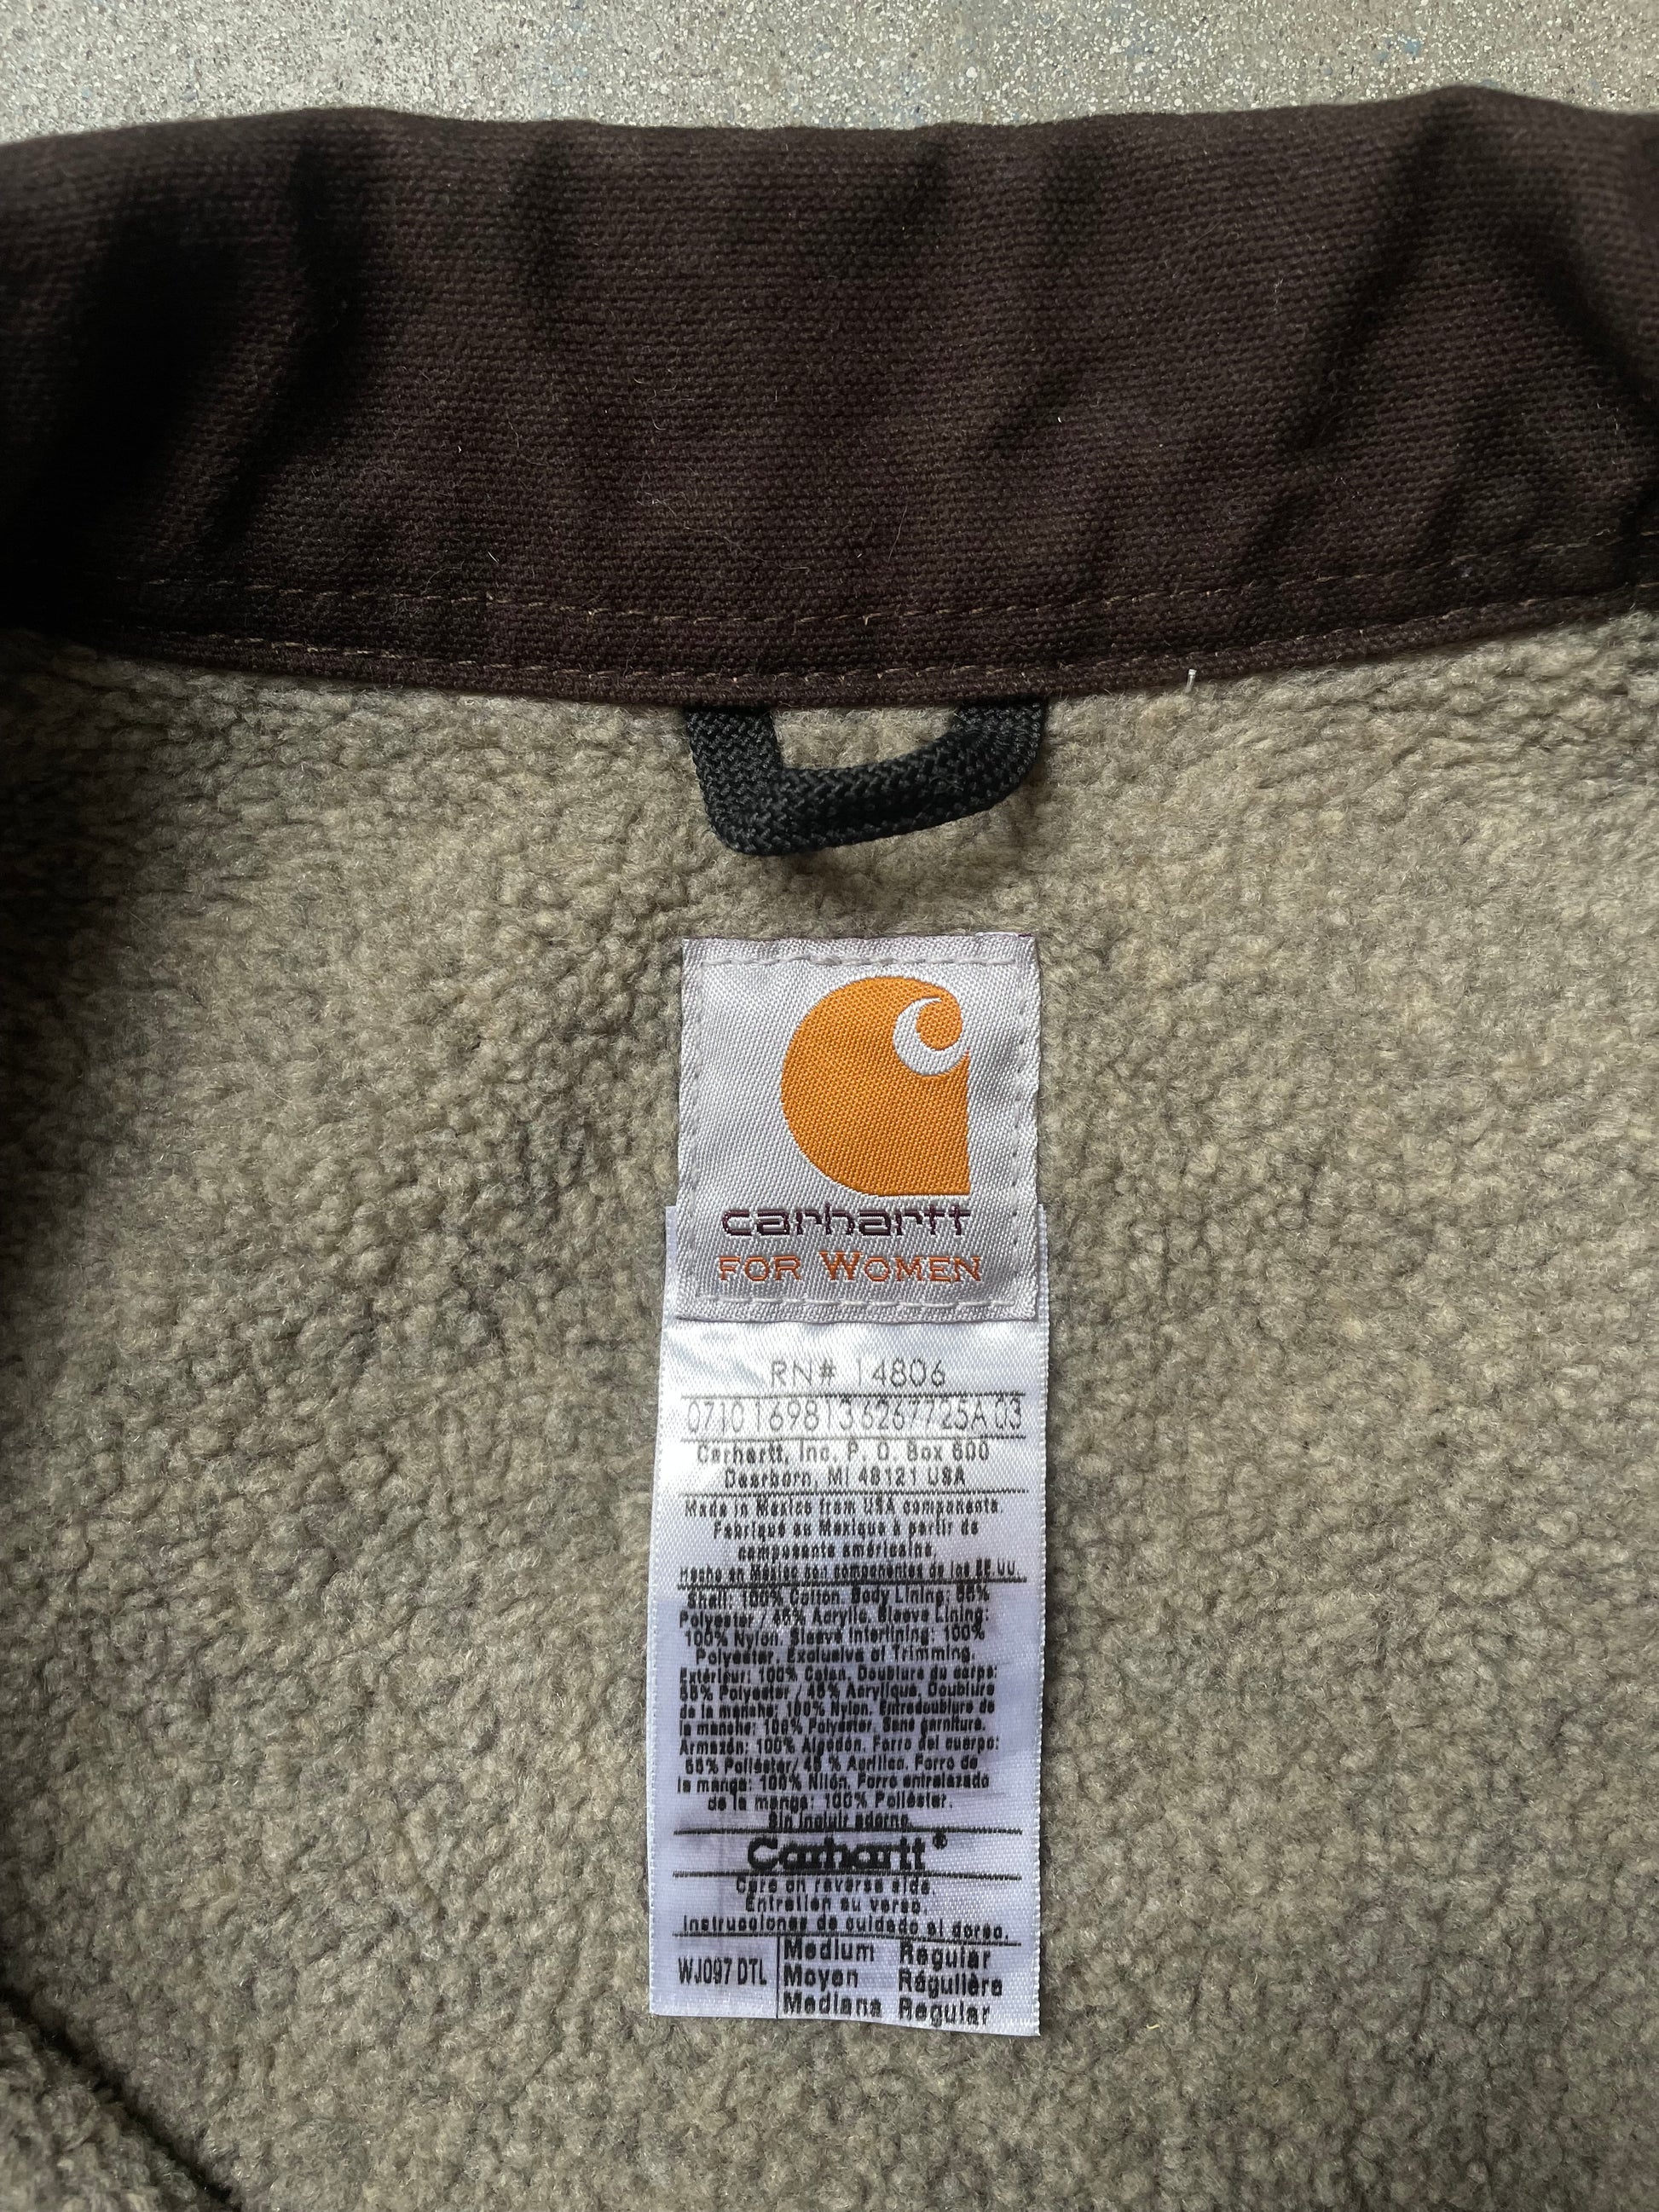 carhartt
FOR WOMEN
RN# 14806
0710 169813 6267725A 03
Carhartt, Inc. P. O. Box 600
Dearborn, MI 48121 USA
Made in Mexico from USA components.
Fabriqué au Mexique à partir de
composants américains.
Hecho en México con componentes de los EE.UU.
Shell: 100% Cotton. Body Lining: 55%
Polyester / 45% Acrylic. Sleeve Lining:
100% Nylon. Sleeve Interlining: 100%
Polyester. Exclusive of Trimming.
Extérieur: 100% Coton. Doublure du corps:
55% Polyester / 45% Acrylique. Doublure
de la manche: 100% Nylon. Entredoublure de
la manche: 100% Polyester. Sans garniture.
Armazón: 100% Algodón. Forro del cuerpo:
55% Poliéster/ 45 % Acrílico. Forro de
la manga: 100% Nilón. Forro entrelazado
de la manga: 100% Poliéster.
Sin incluir adorno.
Carhartt®
Care on reverse side.
Entretien au verso.
Instrucciones de cuidado al dorso.
WJ097 DTL
Medium Regular
Moyen Régulière
Mediana Regular